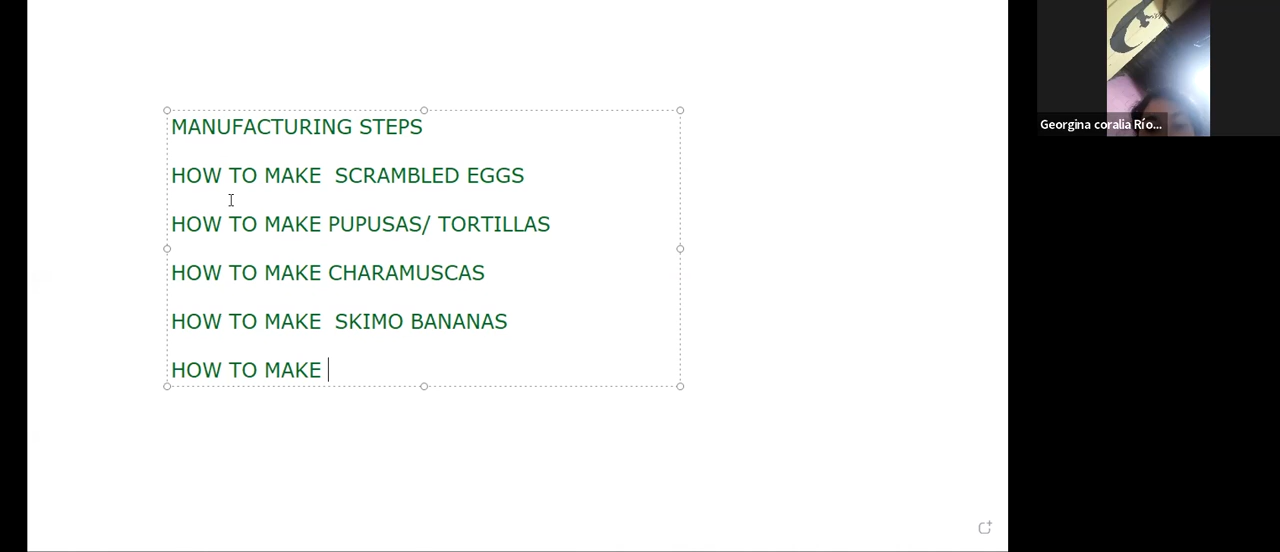 MANUFACTURING STEPS
HOW TO MAKE  SCRAMBLED EGGS
HOW TO MAKE PUPUSAS/ TORTILLAS
HOW TO MAKE CHARAMUSCAS
HOW TO MAKE  SKIMO BANANAS
HOW TO MAKE
Georgina coralia Río...